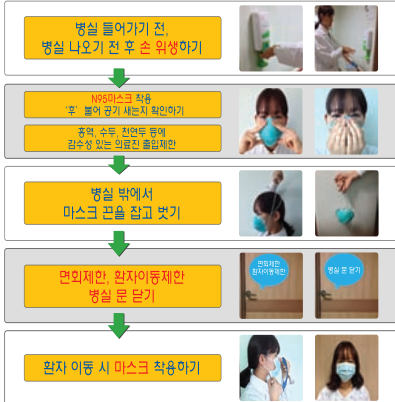 병실 들어가기 전,
병실 나오기 전 후 손 위생하기
N95마스크 착용
'후' 불어 공기 새는지 확인하기
홍역, 수두, 천연두 등에
감수성 있는 의료진 출입제한
병실 밖에서
마스크 끈을 잡고 벗기
면회제한, 환자이동제한
병실 문 닫기
면회제한
환자이동제한
병실 문 닫기
환자 이동 시 마스크 착용하기